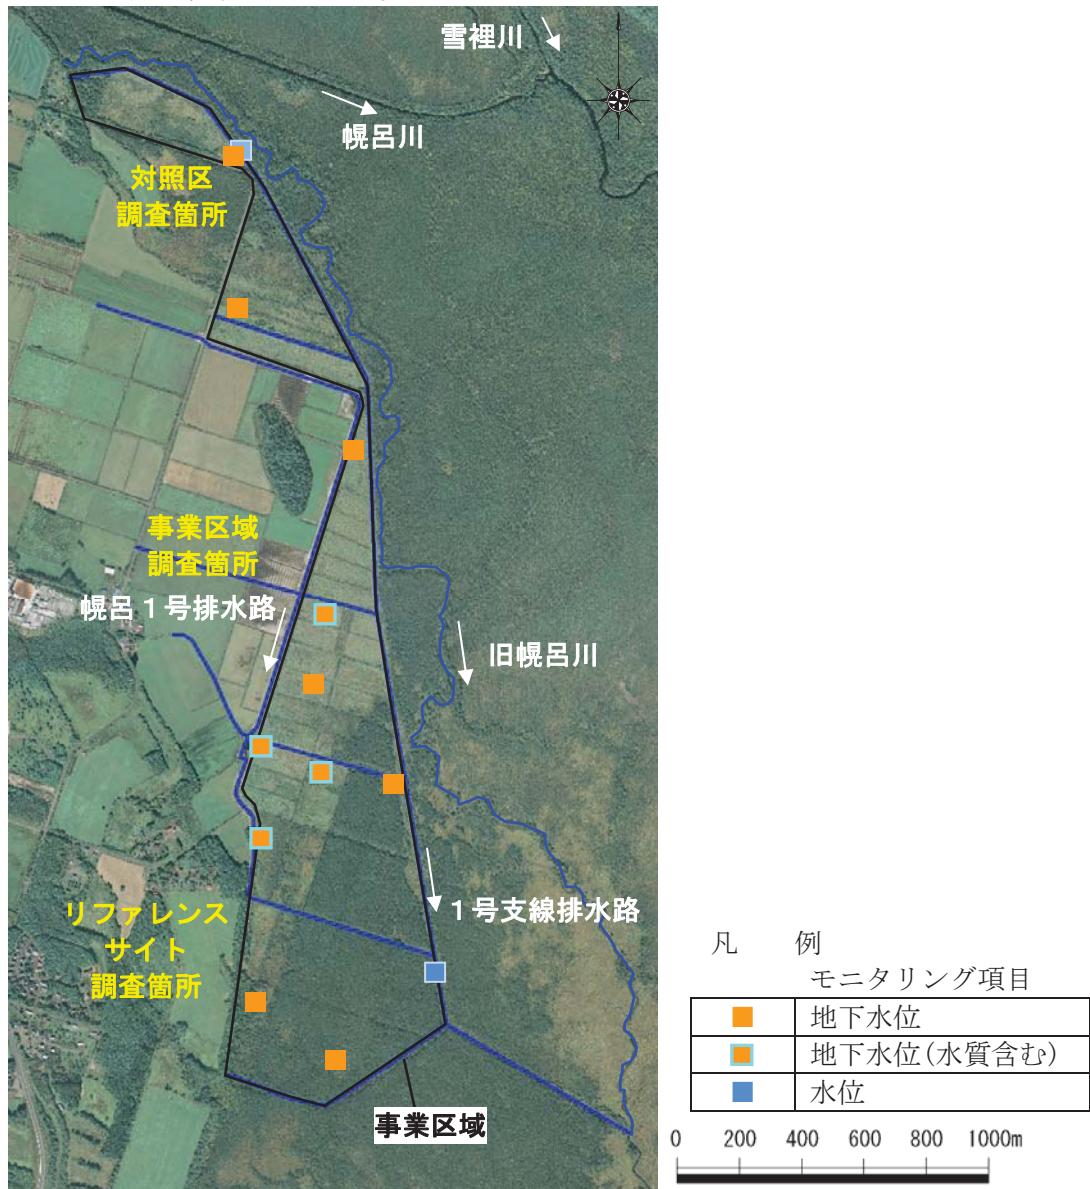 雪裡川
幌呂川
対照区
調査箇所
事業区域
調査箇所
幌呂１号排水路
旧幌呂川
１号支線排水路
リファレンス
サイト
調査箇所
事業区域
凡　例
モニタリング項目
地下水位
地下水位(水質含む)
水位
0 200 400 600 800 1000m